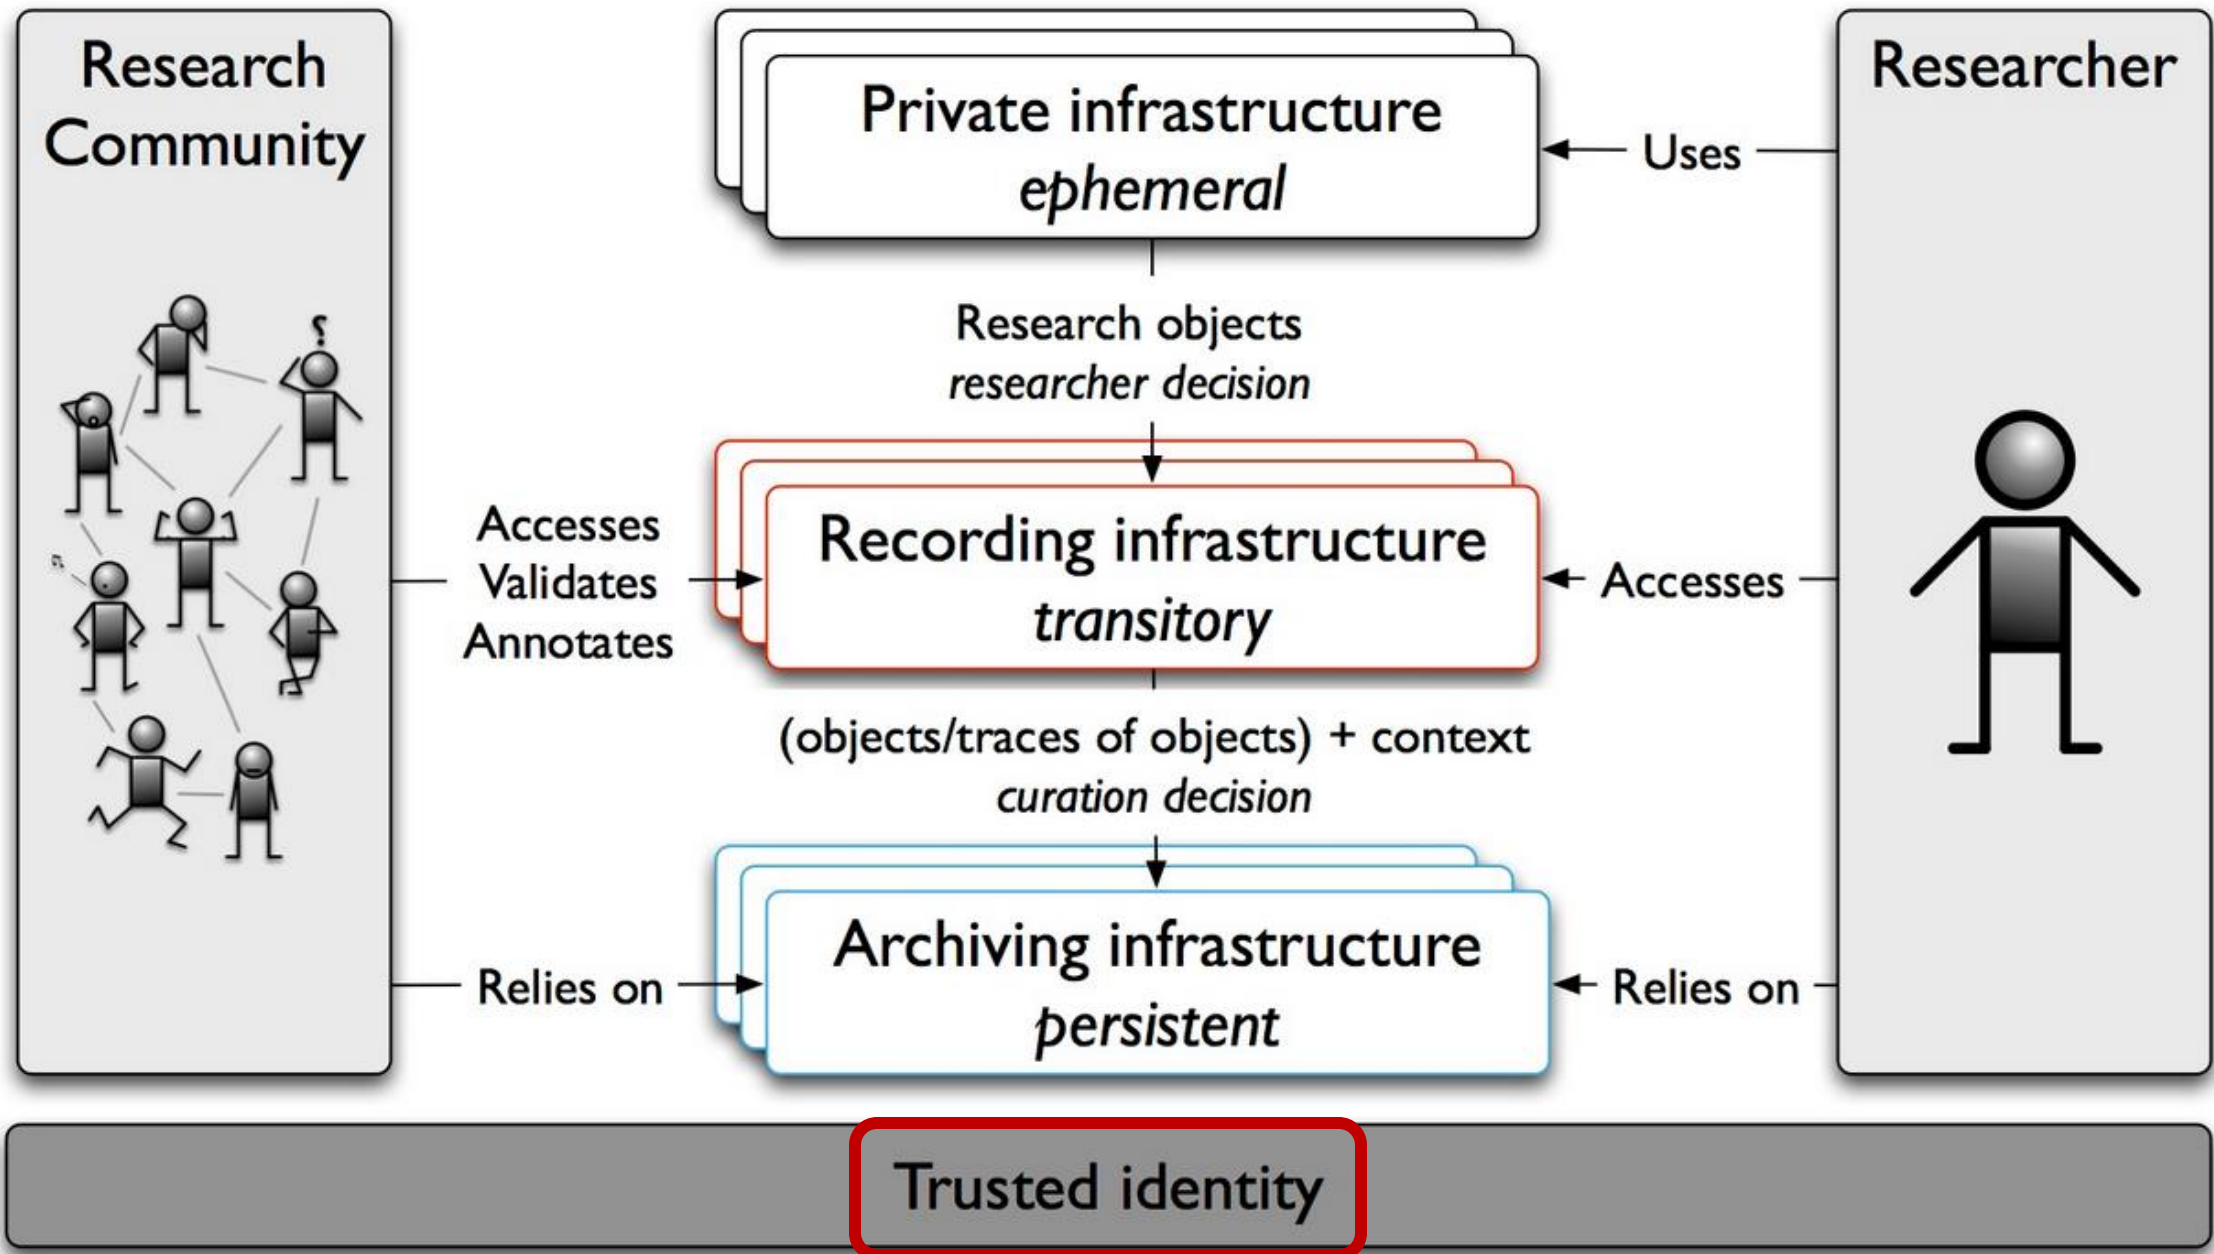 Research
Community
Private infrastructure
ephemeral
Uses
Researcher
Research objects
researcher decision
?
Accesses
Validates
Annotates
Recording infrastructure
transitory
Accesses
(objects/traces of objects) + context
curation decision
Relies on
Archiving infrastructure
persistent
Relies on
Trusted identity